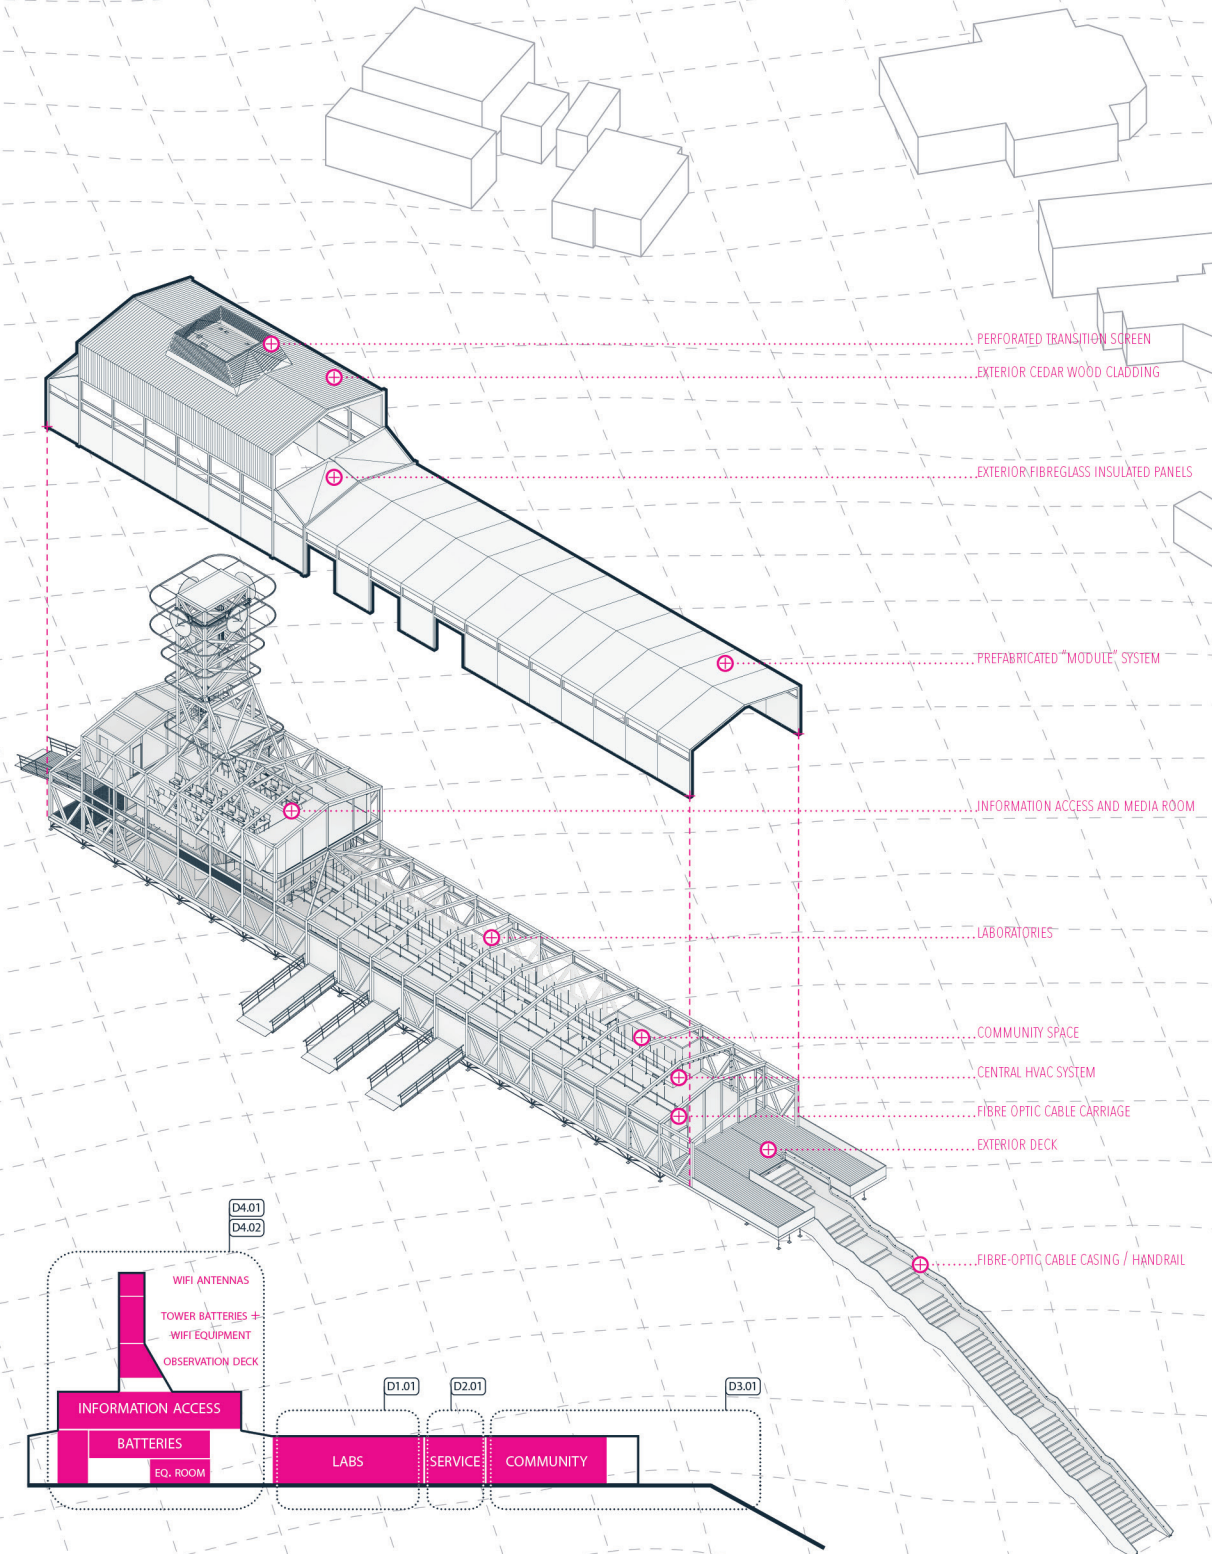 PERFORATED TRANSITION SCREEN
EXTERIOR CEDAR WOOD CLADDING
EXTERIOR FIBREGLASS INSULATED PANELS
PREFABRICATED "MODULE" SYSTEM
INFORMATION ACCESS AND MEDIA ROOM
LABORATORIES
COMMUNITY SPACE
CENTRAL HVAC SYSTEM
FIBRE OPTIC CABLE CARRIAGE
EXTERIOR DECK
FIBRE-OPTIC CABLE CASING / HANDRAIL
D4.01
D4.02
WIFI ANTENNAS
TOWER BATTERIES +
WIFI EQUIPMENT
OBSERVATION DECK
INFORMATION ACCESS
BATTERIES
EQ. ROOM
D1.01
D2.01
D3.01
LABS
SERVICE
COMMUNITY